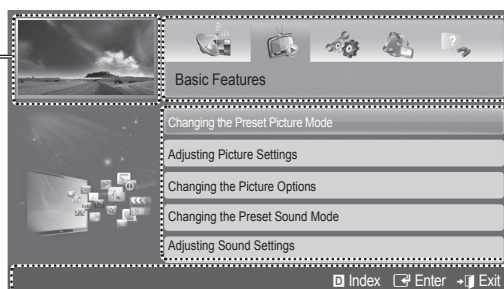 Basic Features
Changing the Preset Picture Mode
Adjusting Picture Settings
Changing the Picture Options
Changing the Preset Sound Mode
Adjusting Sound Settings
D Index Enter Exit